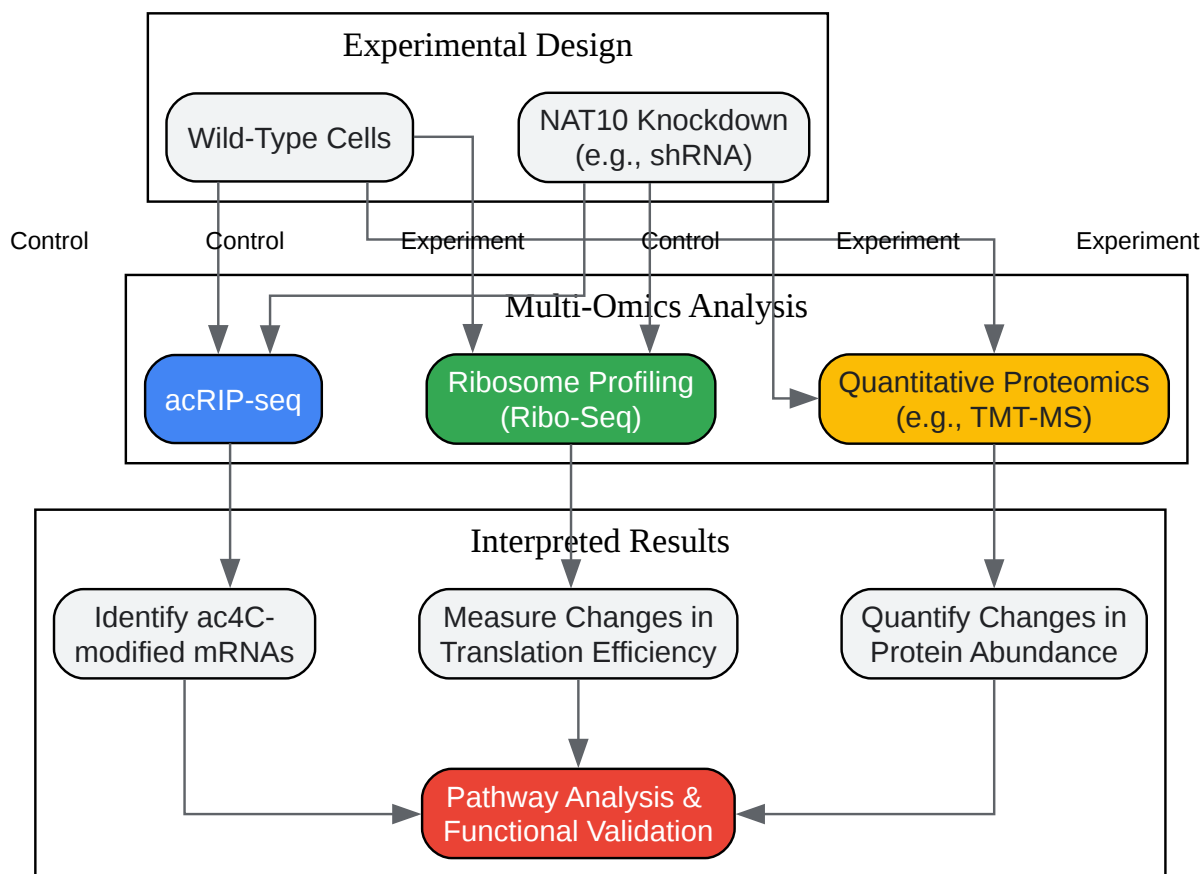 Experimental Design
Wild-Type Cells
NAT10 Knockdown
(e.g., shRNA)
Control
Control
Experiment
Control
Experiment
Experiment
Multi-Omics Analysis
acRIP-seq
Ribosome Profiling
(Ribo-Seq)
Quantitative Proteomics
(e.g., TMT-MS)
Interpreted Results
Identify ac4C-
modified mRNAs
Measure Changes in
Translation Efficiency
Quantify Changes in
Protein Abundance
Pathway Analysis &
Functional Validation